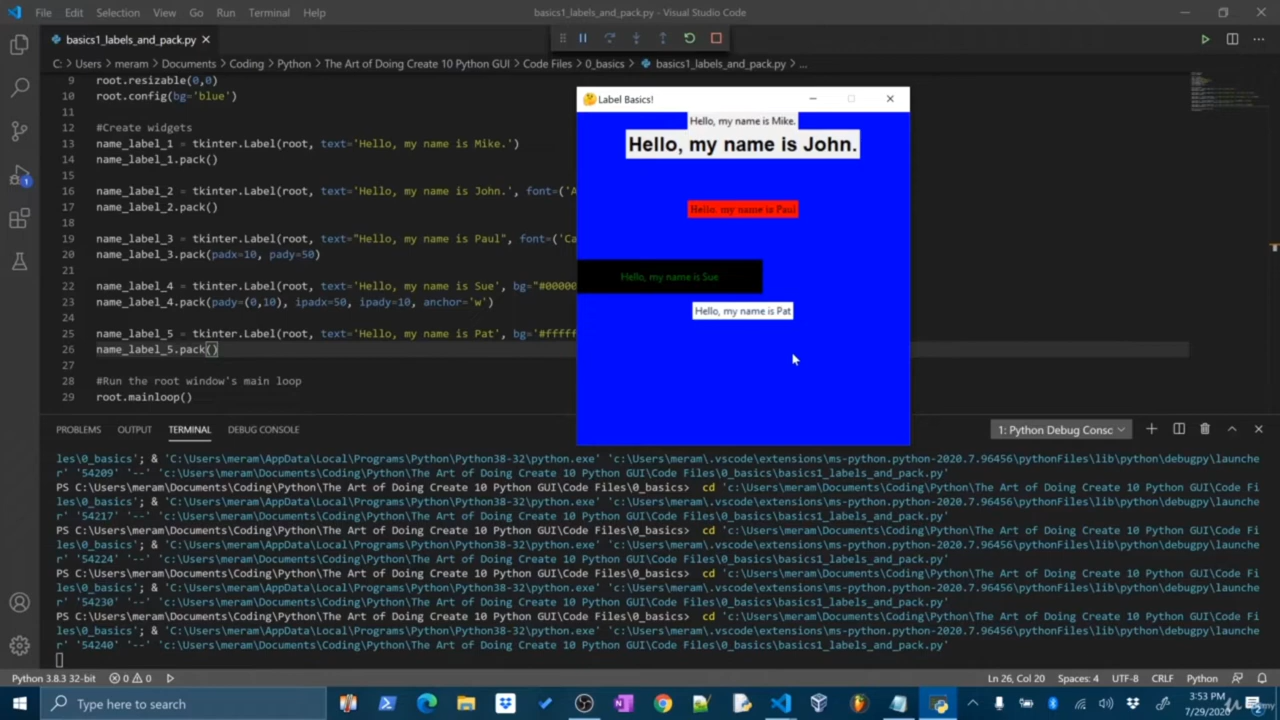 File Edit Selection View Go Run Terminal Help
basics1_labels_and_pack.py - Visual Studio Code
basics1_labels_and_pack.py
C: > Users > meram > Documents > Coding > Python > The Art of Doing Create 10 Python GUI > Code Files > 0_basics > basics1_labels_and_pack.py > ...
9 root.resizable(0,0)
10 root.config(bg='blue')
11
12 #Create widgets
13 name_label_1 = tkinter.Label(root, text='Hello, my name is Mike.')
14 name_label_1.pack()
15
16 name_label_2 = tkinter.Label(root, text='Hello, my name is John.', font=('A
17 name_label_2.pack()
18
19 name_label_3 = tkinter.Label(root, text="Hello, my name is Paul", font=('Ca
20 name_label_3.pack(padx=10, pady=50)
21
22 name_label_4 = tkinter.Label(root, text='Hello, my name is Sue', bg="#00000
23 name_label_4.pack(pady=(0,10), ipadx=50, ipady=10, anchor='w')
24
25 name_label_5 = tkinter.Label(root, text='Hello, my name is Pat', bg='#fffff
26 name_label_5.pack()
27
28 #Run the root window's main loop
29 root.mainloop()
Label Basics!
Hello, my name is Mike.
Hello, my name is John.
Hello. my name is Paul
Hello, my name is Sue
Hello, my name is Pat
PROBLEMS OUTPUT TERMINAL DEBUG CONSOLE
1: Python Debug Consc
les\0_basics'; & 'C:\Users\meram\AppData\Local\Programs\Python\Python38-32\python.exe' 'c:\Users\meram\.vscode\extensions\ms-python.python-2020.7.96456\pythonFiles\lib\python\debugpy\launche
r' '54209' '--' 'c:\Users\meram\Documents\Coding\Python\The Art of Doing Create 10 Python GUI\Code Files\0_basics\basics1_labels_and_pack.py'
PS C:\Users\meram\Documents\Coding\Python\The Art of Doing Create 10 Python GUI\Code Files\0_basics> cd 'c:\Users\meram\Documents\Coding\Python\The Art of Doing Create 10 Python GUI\Code Fi
les\0_basics'; & 'C:\Users\meram\AppData\Local\Programs\Python\Python38-32\python.exe' 'c:\Users\meram\.vscode\extensions\ms-python.python-2020.7.96456\pythonFiles\lib\python\debugpy\launche
r' '54217' '--' 'c:\Users\meram\Documents\Coding\Python\The Art of Doing Create 10 Python GUI\Code Files\0_basics\basics1_labels_and_pack.py'
PS C:\Users\meram\Documents\Coding\Python\The Art of Doing Create 10 Python GUI\Code Files\0_basics> cd 'c:\Users\meram\Documents\Coding\Python\The Art of Doing Create 10 Python GUI\Code Fi
les\0_basics'; & 'C:\Users\meram\AppData\Local\Programs\Python\Python38-32\python.exe' 'c:\Users\meram\.vscode\extensions\ms-python.python-2020.7.96456\pythonFiles\lib\python\debugpy\launche
r' '54224' '--' 'c:\Users\meram\Documents\Coding\Python\The Art of Doing Create 10 Python GUI\Code Files\0_basics\basics1_labels_and_pack.py'
PS C:\Users\meram\Documents\Coding\Python\The Art of Doing Create 10 Python GUI\Code Files\0_basics> cd 'c:\Users\meram\Documents\Coding\Python\The Art of Doing Create 10 Python GUI\Code Fi
les\0_basics'; & 'C:\Users\meram\AppData\Local\Programs\Python\Python38-32\python.exe' 'c:\Users\meram\.vscode\extensions\ms-python.python-2020.7.96456\pythonFiles\lib\python\debugpy\launche
r' '54230' '--' 'c:\Users\meram\Documents\Coding\Python\The Art of Doing Create 10 Python GUI\Code Files\0_basics\basics1_labels_and_pack.py'
PS C:\Users\meram\Documents\Coding\Python\The Art of Doing Create 10 Python GUI\Code Files\0_basics> cd 'c:\Users\meram\Documents\Coding\Python\The Art of Doing Create 10 Python GUI\Code Fi
les\0_basics'; & 'C:\Users\meram\AppData\Local\Programs\Python\Python38-32\python.exe' 'c:\Users\meram\.vscode\extensions\ms-python.python-2020.7.96456\pythonFiles\lib\python\debugpy\launche
r' '54240' '--' 'c:\Users\meram\Documents\Coding\Python\The Art of Doing Create 10 Python GUI\Code Files\0_basics\basics1_labels_and_pack.py'
Python 3.8.3 32-bit 0 0 Ln 26, Col 20 Spaces: 4 UTF-8 CRLF Python
Type here to search
3:53 PM
7/29/2020